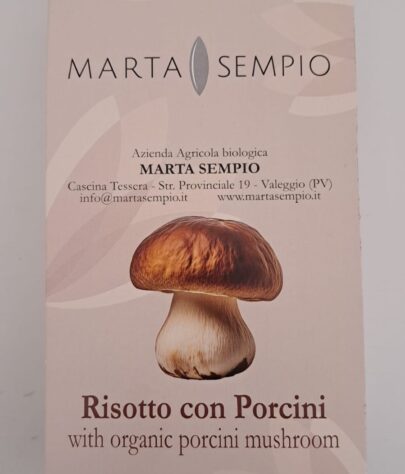 MARTA SEMPIO
Azienda Agricola biologica
MARTA SEMPIO
Cascina Tessera - Str. Provinciale 19 - Valeggio (PV)
info@martasempio.it www.martasempio.it
Risotto con Porcini
with organic porcini mushroom